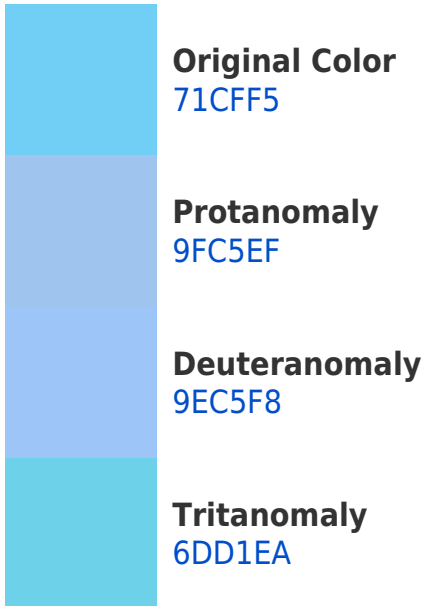 Original Color
71CFF5
Protanomaly
9FC5EF
Deuteranomaly
9EC5F8
Tritanomaly
6DD1EA